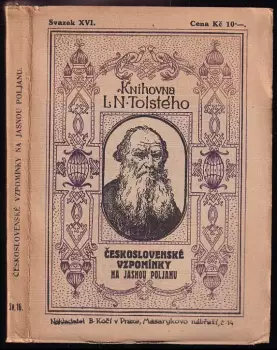 Svazek XVI.
Cena Kč 10·—.
Knihovna
L.N.Tolstého
ČESKOSLOVENSKÉ
VZPOMÍNKY
NA JASNOU POLJANU
Nakladatel B. Kočí v Praze, Masarykovo nábřeží, č. 14
ČESKOSLOVENSKÉ VZPOMÍNKY NA JASNOU POLJANU.